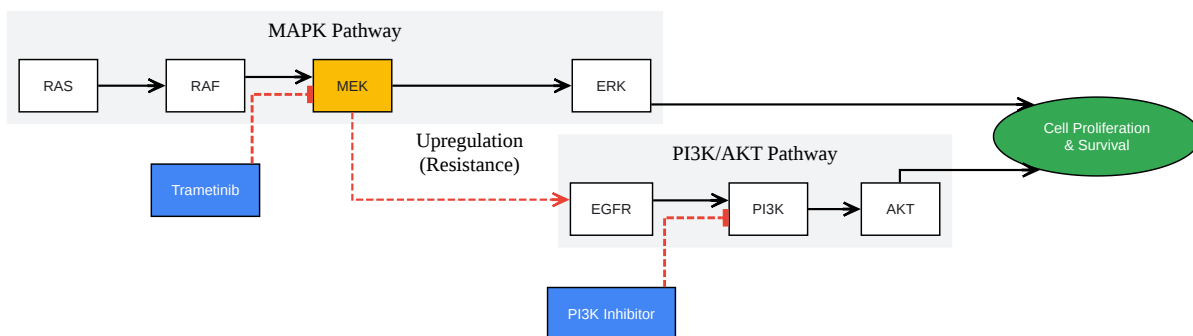 MAPK Pathway
RAS
RAF
MEK
ERK
Cell Proliferation
& Survival
Upregulation
(Resistance)
PI3K/AKT Pathway
Trametinib
EGFR
PI3K
AKT
PI3K Inhibitor